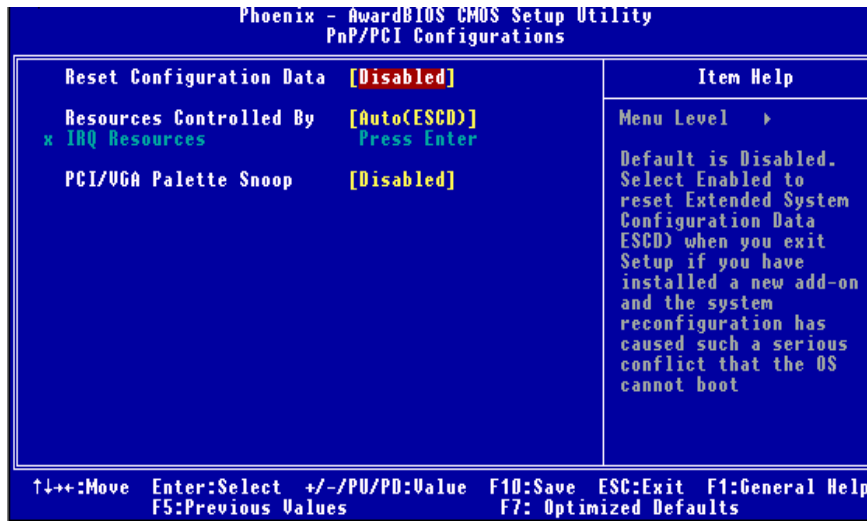 Phoenix - AwardBIOS CMOS Setup Utility
PnP/PCI Configurations
Reset Configuration Data [Disabled]
Resources Controlled By [Auto(ESCD)]
x IRQ Resources Press Enter
PCI/VGA Palette Snoop [Disabled]
Item Help
Menu Level ▸
Default is Disabled.
Select Enabled to
reset Extended System
Configuration Data
ESCD) when you exit
Setup if you have
installed a new add-on
and the system
reconfiguration has
caused such a serious
conflict that the OS
cannot boot
↑↓→←:Move Enter:Select +/-/PU/PD:Value F10:Save ESC:Exit F1:General Help
F5:Previous Values F7: Optimized Defaults